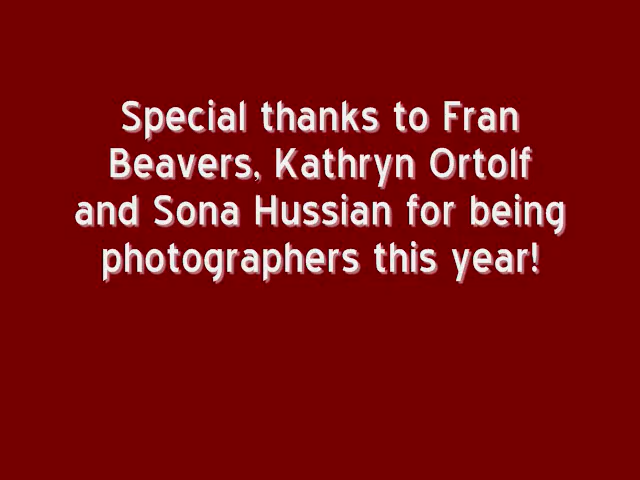 Special thanks to Fran
Beavers, Kathryn Ortolf
and Sona Hussian for being
photographers this year!